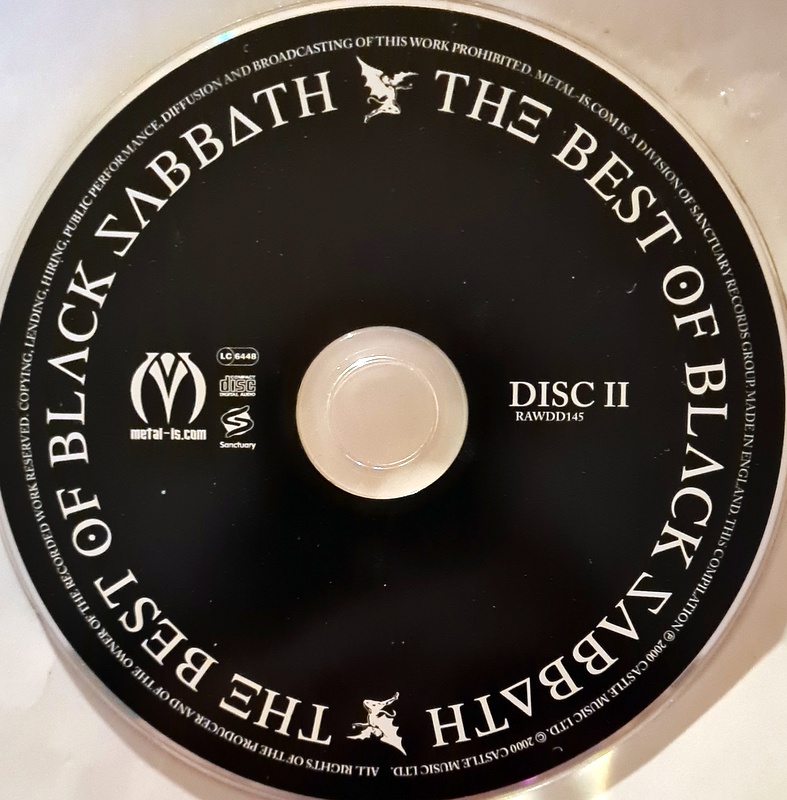 THE BEST OF BLACK SABBATH
THE BEST OF BLACK SABBATH
ALL RIGHTS OF THE PRODUCER AND OF THE OWNER OF THE RECORDED WORK RESERVED. COPYING, LENDING, HIRING, PUBLIC PERFORMANCE, DIFFUSION AND BROADCASTING OF THIS WORK PROHIBITED. METAL-IS.COM IS A DIVISION OF SANCTUARY RECORDS GROUP. MADE IN ENGLAND. THIS COMPILATION ℗ 2000 CASTLE MUSIC LTD. © 2000 CASTLE MUSIC LTD.
metal-is.com
LC 6448
COMPACT
disc
DIGITAL AUDIO
Sanctuary
DISC II
RAWDD145